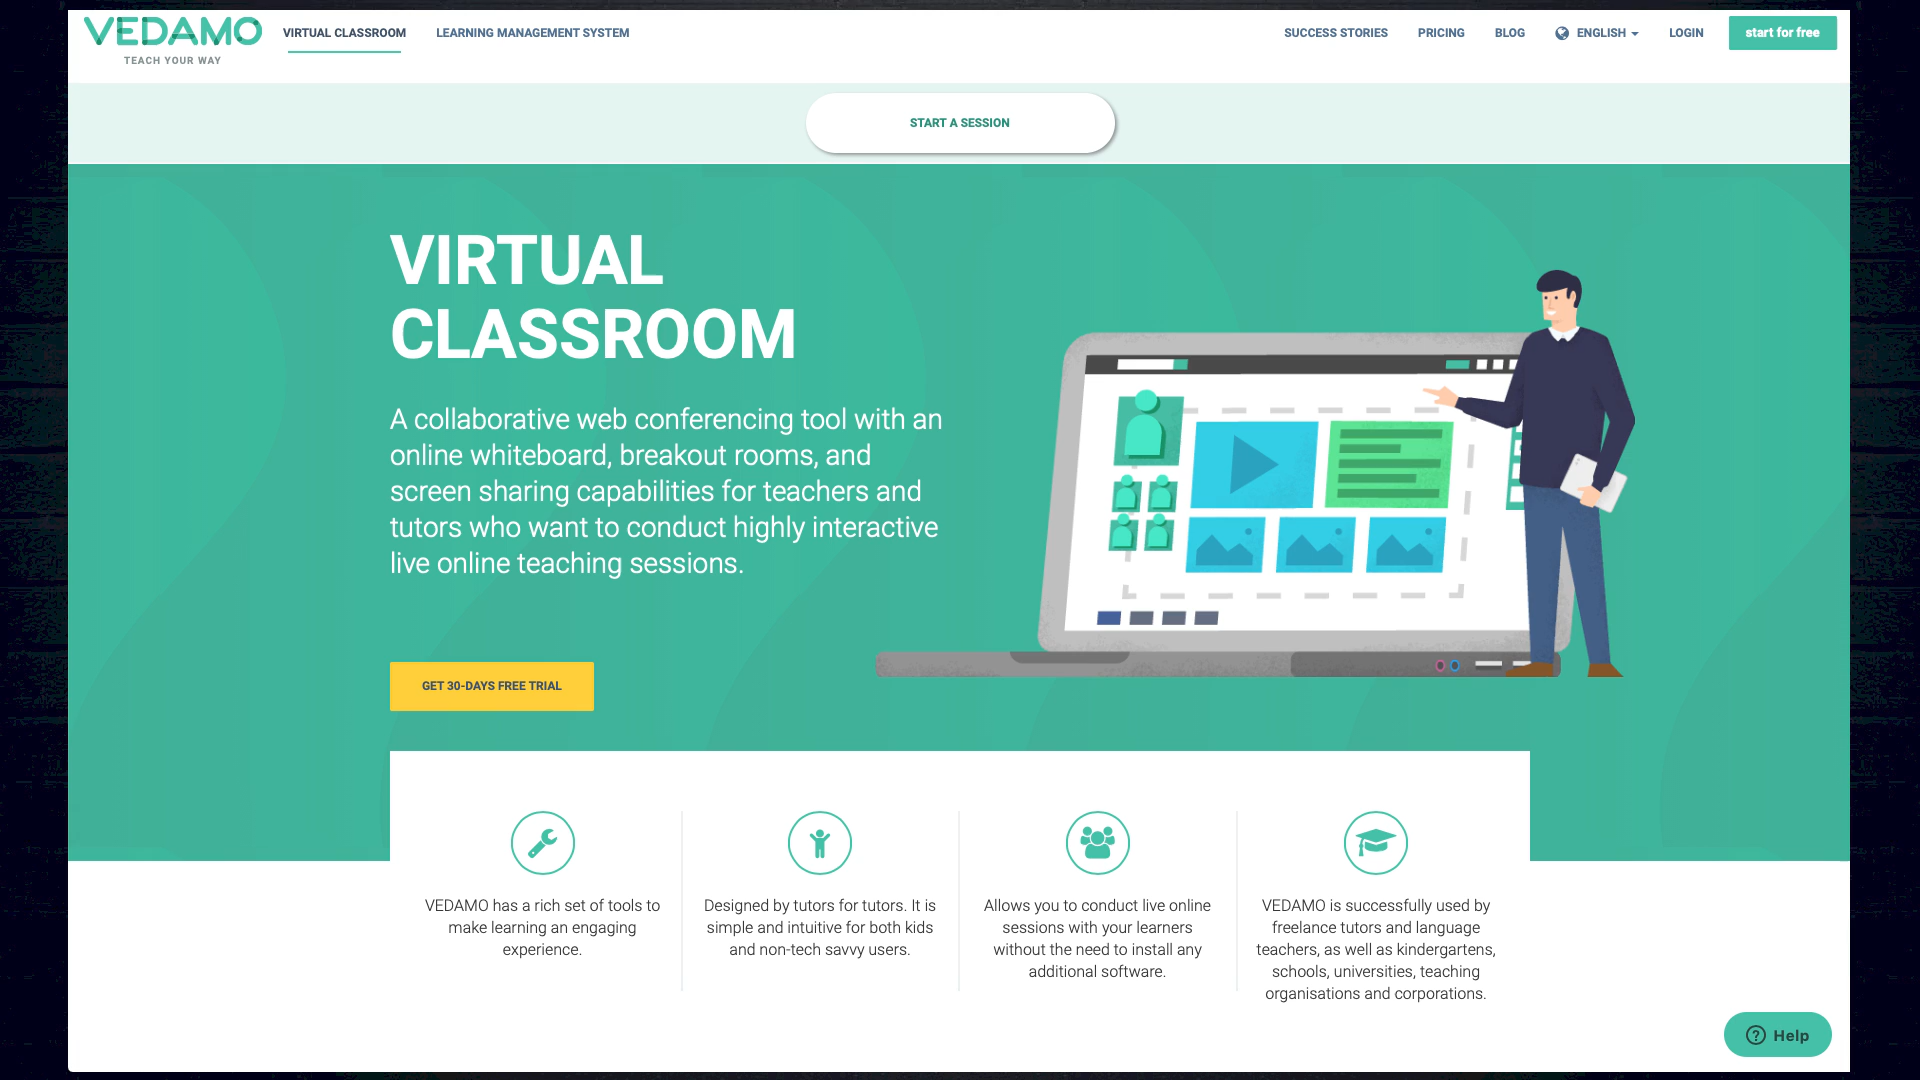 VEDAMO
TEACH YOUR WAY
VIRTUAL CLASSROOM
LEARNING MANAGEMENT SYSTEM
SUCCESS STORIES
PRICING
BLOG
ENGLISH
LOGIN
start for free
START A SESSION
VIRTUAL
CLASSROOM
A collaborative web conferencing tool with an
online whiteboard, breakout rooms, and
screen sharing capabilities for teachers and
tutors who want to conduct highly interactive
live online teaching sessions.
GET 30-DAYS FREE TRIAL
VEDAMO has a rich set of tools to
make learning an engaging
experience.
Designed by tutors for tutors. It is
simple and intuitive for both kids
and non-tech savvy users.
Allows you to conduct live online
sessions with your learners
without the need to install any
additional software.
VEDAMO is successfully used by
freelance tutors and language
teachers, as well as kindergartens,
schools, universities, teaching
organisations and corporations.
Help